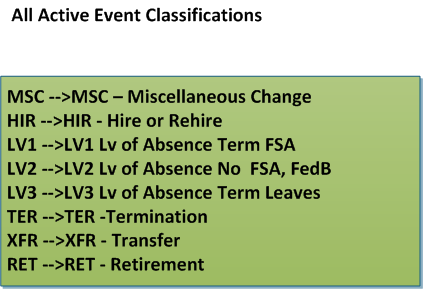 All Active Event Classifications
MSC -->MSC – Miscellaneous Change
HIR -->HIR - Hire or Rehire
LV1 -->LV1 Lv of Absence Term FSA
LV2 -->LV2 Lv of Absence No  FSA, FedB
LV3 -->LV3 Lv of Absence Term Leaves
TER -->TER -Termination
XFR -->XFR - Transfer
RET -->RET - Retirement